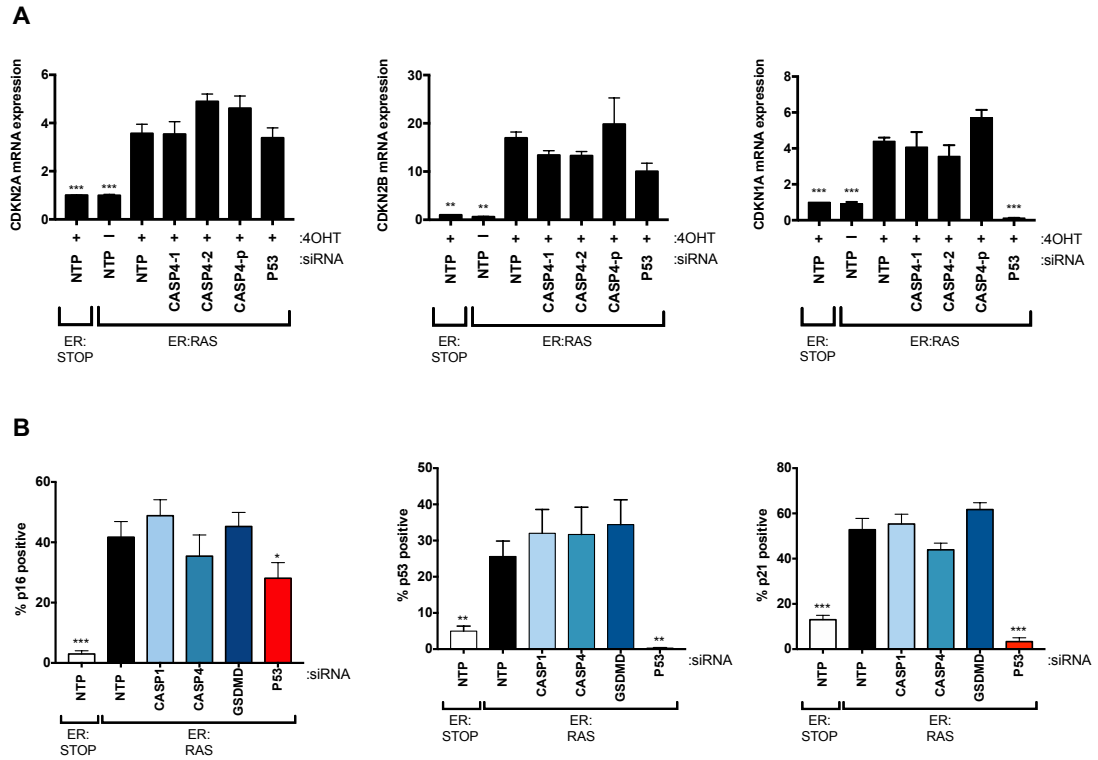 A
CDKN2A mRNA expression
6
4
2
0
***
***
+ – + + + + + :4OHT
NTP NTP NTP CASP4-1 CASP4-2 CASP4-p P53 :siRNA
ER:
STOP
ER:RAS
CDKN2B mRNA expression
30
20
10
0
**
**
+ – + + + + + :4OHT
NTP NTP NTP CASP4-1 CASP4-2 CASP4-p P53 :siRNA
ER:
STOP
ER:RAS
CDKN1A mRNA expression
8
6
4
2
0
***
***
***
+ – + + + + + :4OHT
NTP NTP NTP CASP4-1 CASP4-2 CASP4-p P53 :siRNA
ER:
STOP
ER:RAS
B
% p16 positive
60
40
20
0
***
*
NTP NTP CASP1 CASP4 GSDMD P53 :siRNA
ER:
STOP
ER:
RAS
% p53 positive
50
40
30
20
10
0
**
**
NTP NTP CASP1 CASP4 GSDMD P53 :siRNA
ER:
STOP
ER:
RAS
% p21 positive
80
60
40
20
0
***
***
NTP NTP CASP1 CASP4 GSDMD P53 :siRNA
ER:
STOP
ER:
RAS